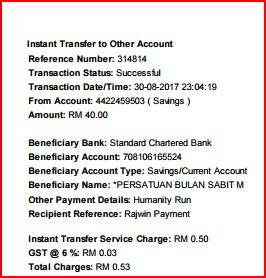 Instant Transfer to Other Account
Reference Number: 314814
Transaction Status: Successful
Transaction Date/Time: 30-08-2017 23:04:19
From Account: 4422459503 ( Savings )
Amount: RM 40.00
Beneficiary Bank: Standard Chartered Bank
Beneficiary Account: 708106165524
Beneficiary Account Type: Savings/Current Account
Beneficiary Name: *PERSATUAN BULAN SABIT M
Other Payment Details: Humanity Run
Recipient Reference: Rajwin Payment
Instant Transfer Service Charge: RM 0.50
GST @ 6 %: RM 0.03
Total Charges: RM 0.53